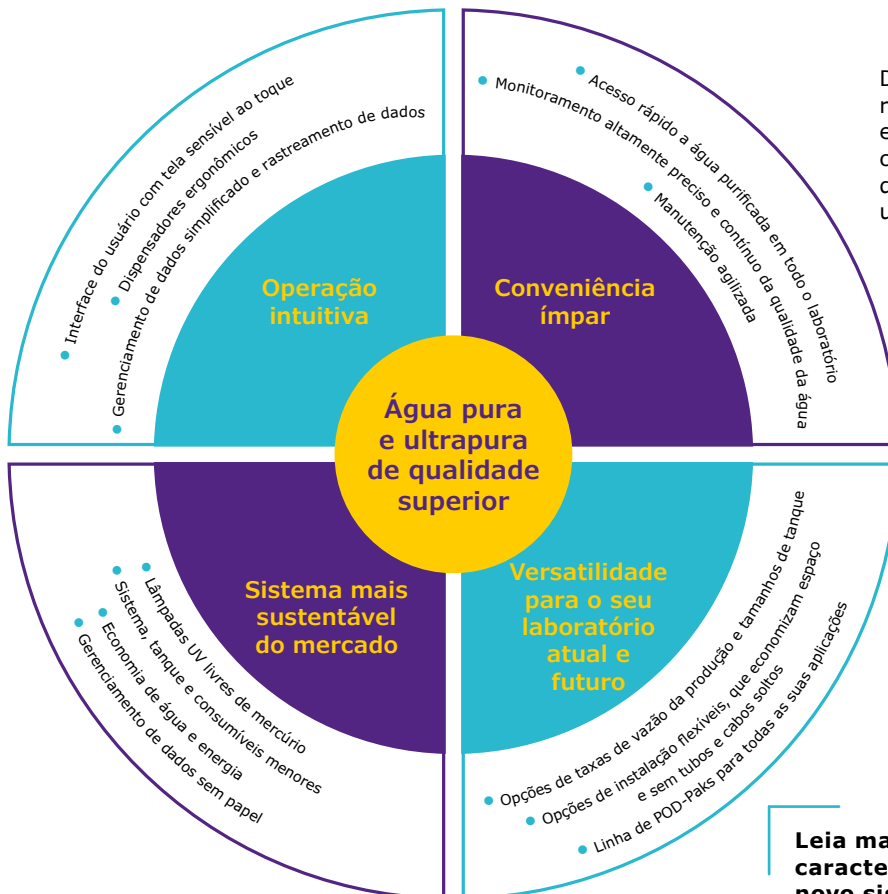 Interface do usuário com tela sensível ao toque
Dispensadores ergonômicos
Gerenciamento de dados simplificado e rastreamento de dados
Operação
intuitiva
Acesso rápido a água purificada em todo o laboratório
Monitoramento altamente preciso e contínuo da qualidade da água
Manutenção agilizada
Conveniência
ímpar
Água pura
e ultrapura
de qualidade
superior
Sistema mais
sustentável
do mercado
Lâmpadas UV livres de mercúrio
Sistema, tanque e consumíveis menores
Economia de água e energia
Gerenciamento de dados sem papel
Versatilidade
para o seu
laboratório
atual e
futuro
Opções de taxas de vazão da produção e tamanhos de tanque
Opções de instalação flexíveis, que economizam espaço
e sem tubos e cabos soltos
Linha de POD-Paks para todas as suas aplicações
Leia
novo